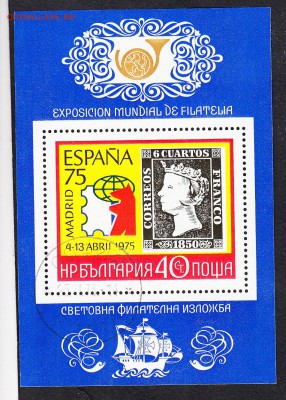 EXPOSICION MUNDIAL DE FILATELIA
ESPAÑA
75
MADRID
4-13 ABRIL 1975
6 CUARTOS
CORREOS
FRANCO
1850
НР БЪЛГАРИЯ 40 СТ ПОЩА
СВЕТОВНА ФИЛАТЕЛНА ИЗЛОЖБА